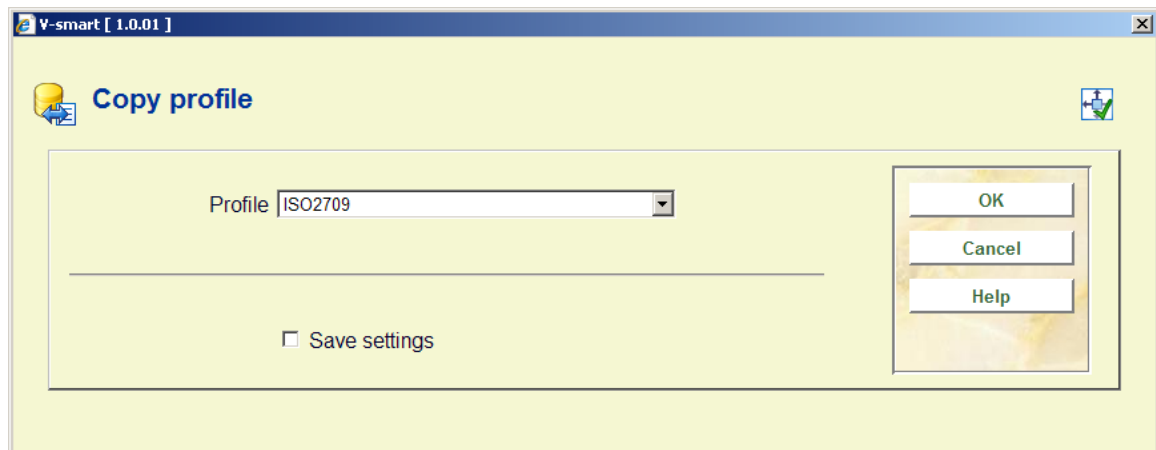 V-smart [ 1.0.01 ]
Copy profile
Profile ISO2709
OK
Cancel
Help
Save settings